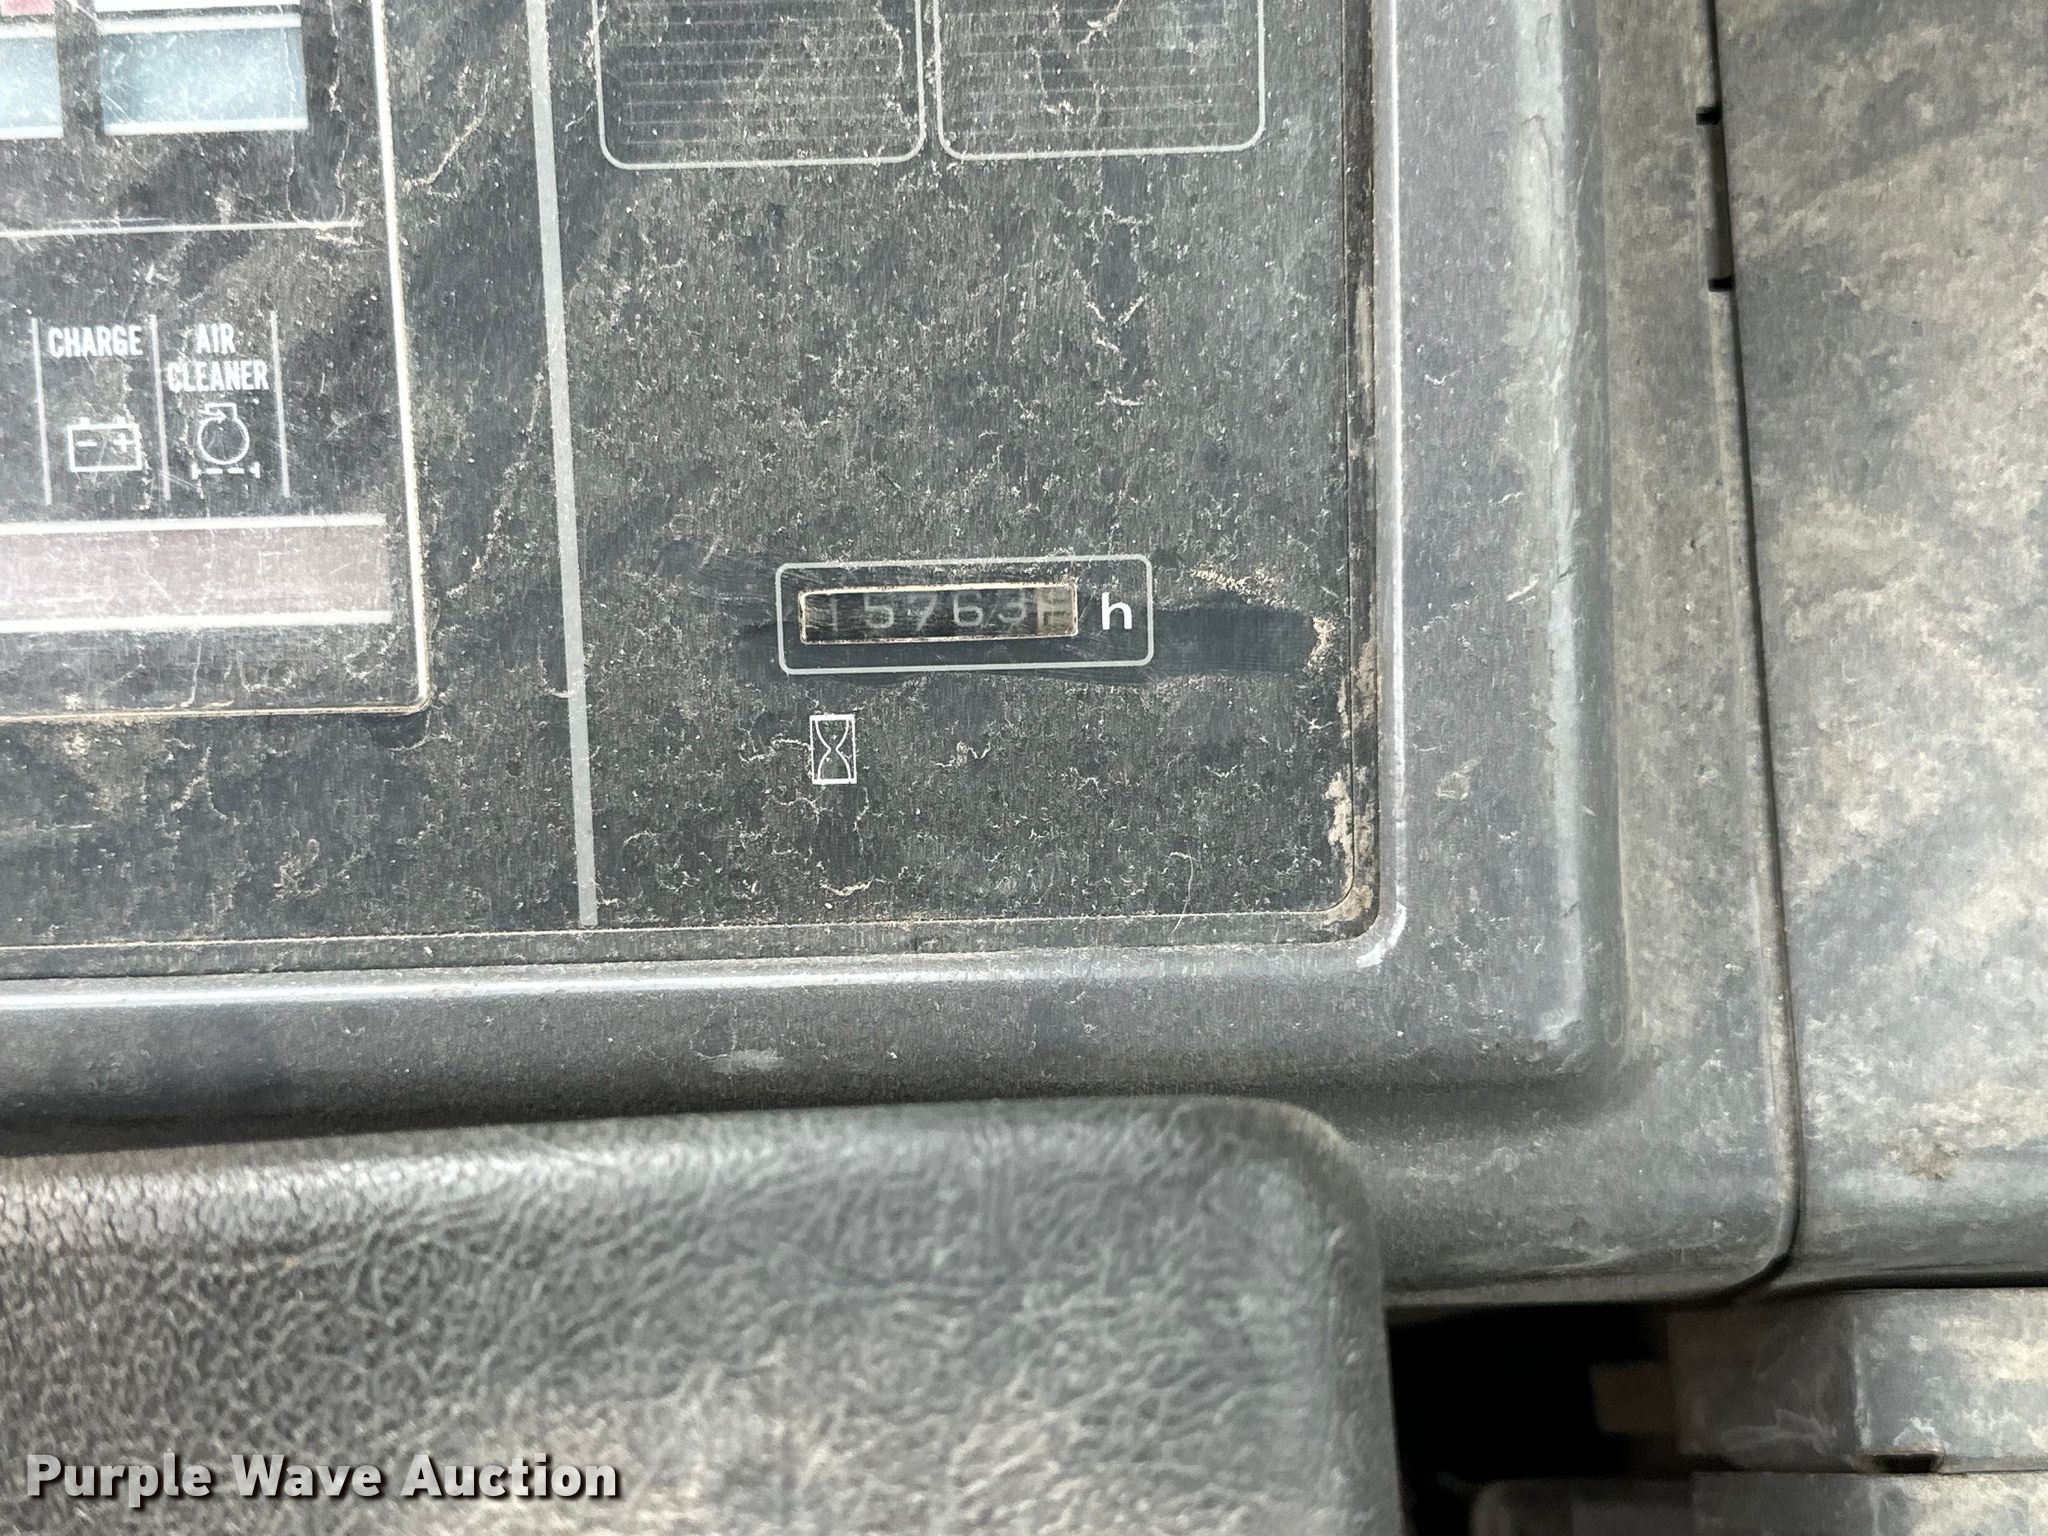 CHARGE
AIR
CLEANER
15763
h
Purple Wave Auction